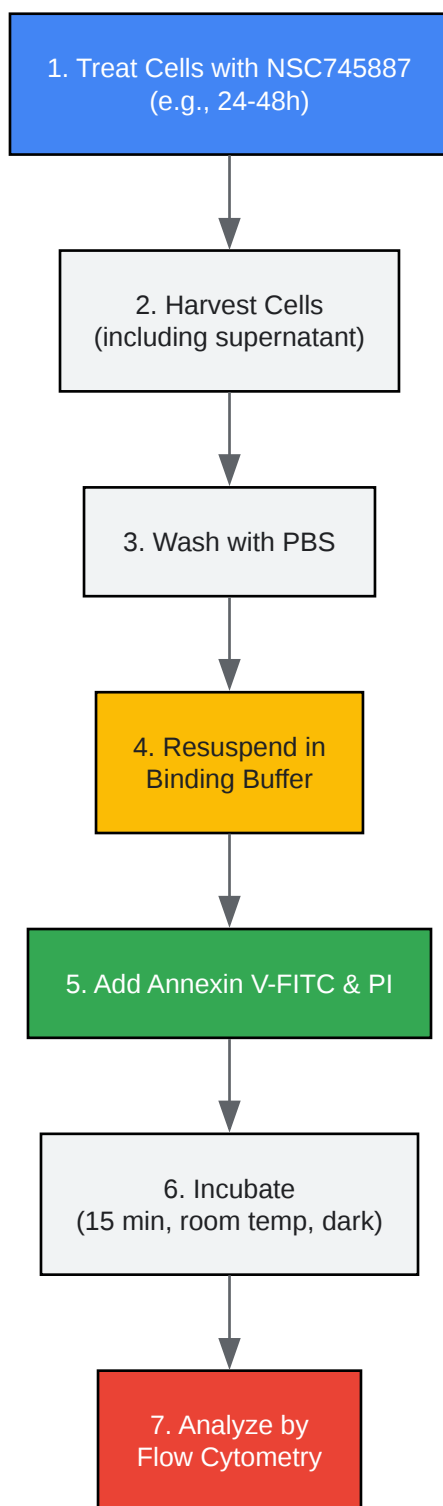 1. Treat Cells with NSC745887
(e.g., 24-48h)
2. Harvest Cells
(including supernatant)
3. Wash with PBS
4. Resuspend in
Binding Buffer
5. Add Annexin V-FITC & PI
6. Incubate
(15 min, room temp, dark)
7. Analyze by
Flow Cytometry